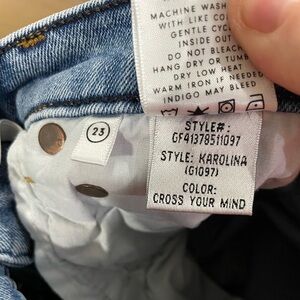 MACHINE WASH
WITH LIKE CO
GENTLE CYC
INSIDE OUT
DO NOT BLEACH
HANG DRY OR TUMB
DRY LOW HEAT
WARM IRON IF NEEDED
INDIGO MAY BLEED
23
STYLE#:
GF41378511097
STYLE: KAROLINA
(G1097)
COLOR:
CROSS YOUR MIND